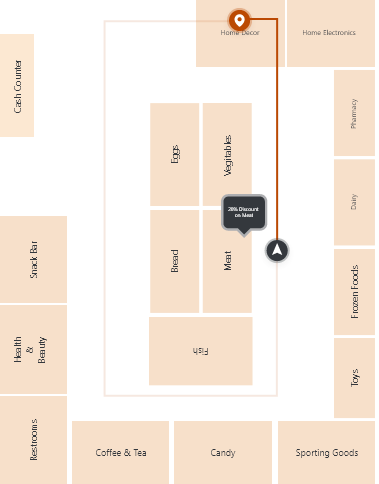 Home Decor
Home Electronics
Cash Counter
Pharmacy
Eggs
Vegitables
Dairy
20% Discount
on Meat
Snack Bar
Bread
Meat
Frozen Foods
Health
&
Beauty
Fish
Toys
Restrooms
Coffee & Tea
Candy
Sporting Goods